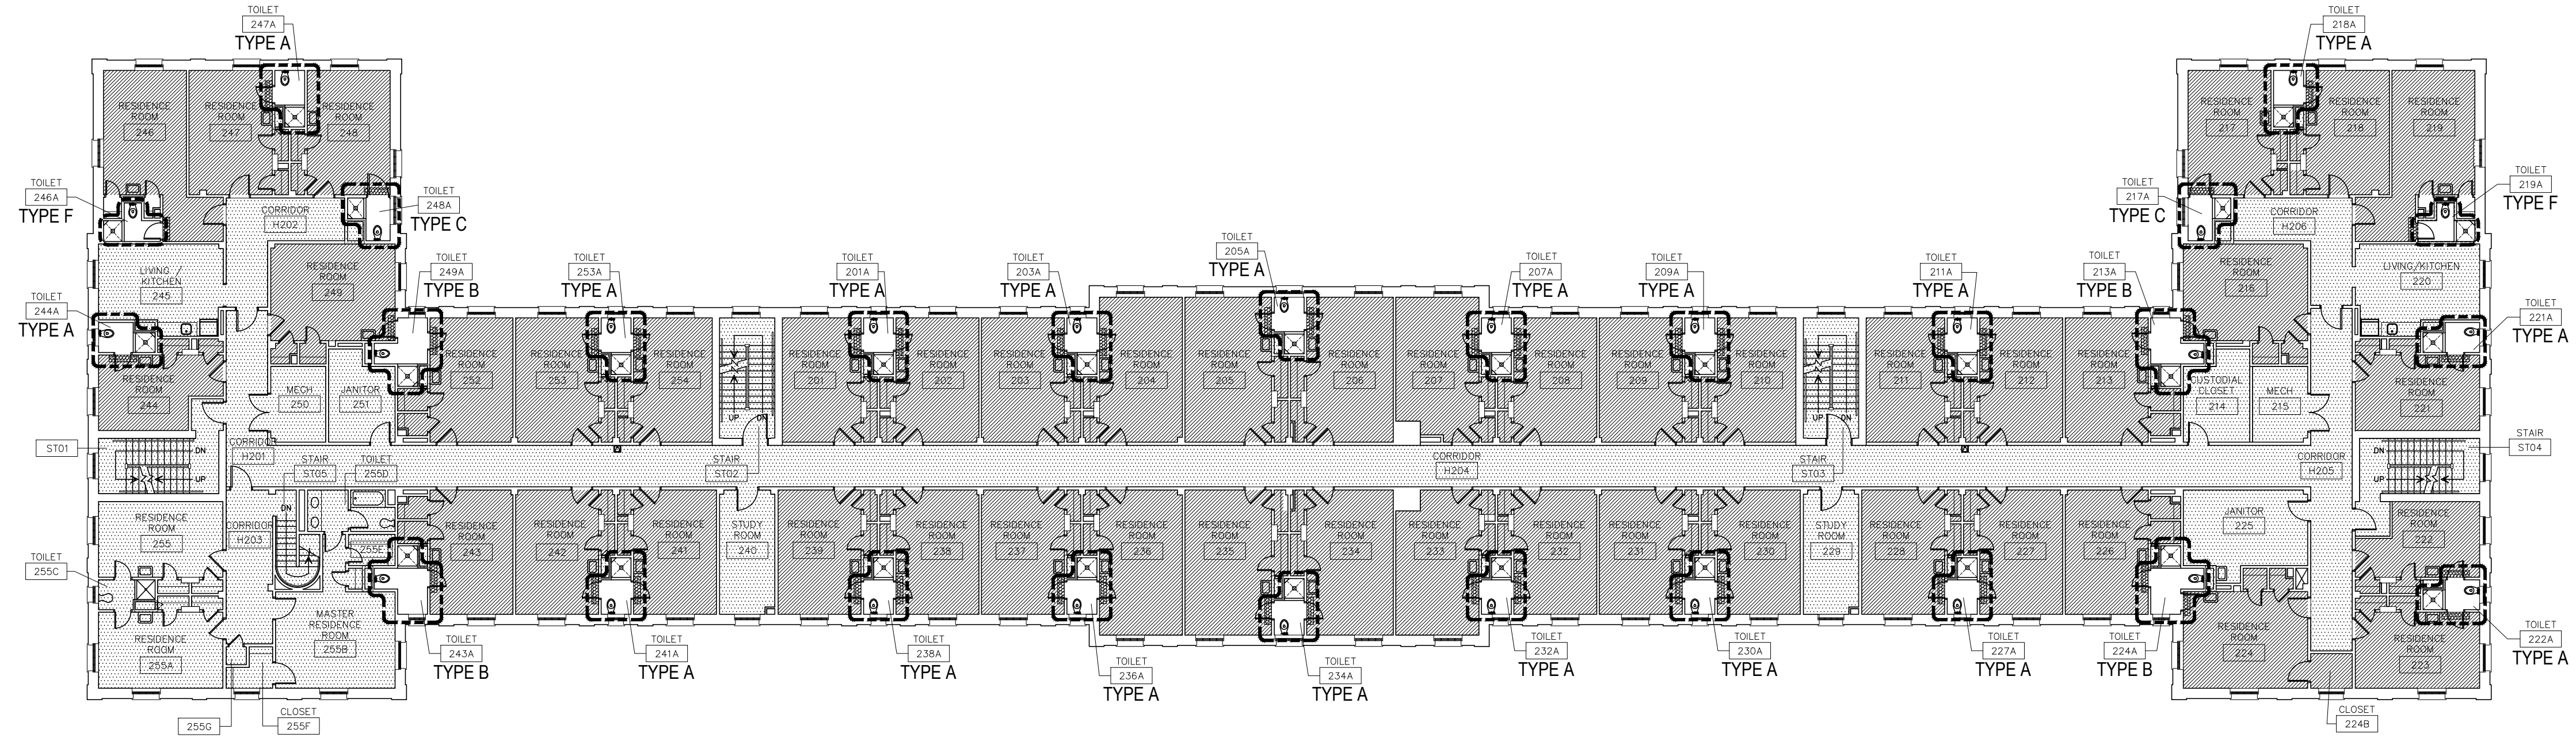 TOILET
247A
TYPE A
TOILET
218A
TYPE A
RESIDENCE
ROOM
246
RESIDENCE
ROOM
247
RESIDENCE
ROOM
248
RESIDENCE
ROOM
217
RESIDENCE
ROOM
218
RESIDENCE
ROOM
219
TOILET
246A
TYPE F
TOILET
248A
TYPE C
CORRIDOR
H202
TOILET
217A
TYPE C
CORRIDOR
H206
TOILET
219A
TYPE F
LIVING /
KITCHEN
245
RESIDENCE
ROOM
249
TOILET
249A
TYPE B
TOILET
253A
TYPE A
TOILET
201A
TYPE A
TOILET
203A
TYPE A
TOILET
205A
TYPE A
TOILET
207A
TYPE A
TOILET
209A
TYPE A
TOILET
211A
TYPE A
TOILET
213A
TYPE B
RESIDENCE
ROOM
216
LIVING/KITCHEN
220
TOILET
244A
TYPE A
TOILET
221A
TYPE A
RESIDENCE
ROOM
244
MECH
250
JANITOR
251
RESIDENCE
ROOM
252
RESIDENCE
ROOM
253
RESIDENCE
ROOM
254
UP
DN
RESIDENCE
ROOM
201
RESIDENCE
ROOM
202
RESIDENCE
ROOM
203
RESIDENCE
ROOM
204
RESIDENCE
ROOM
205
RESIDENCE
ROOM
206
RESIDENCE
ROOM
207
RESIDENCE
ROOM
208
RESIDENCE
ROOM
209
RESIDENCE
ROOM
210
UP
DN
RESIDENCE
ROOM
211
RESIDENCE
ROOM
212
RESIDENCE
ROOM
213
CUSTODIAL
CLOSET
214
MECH
215
RESIDENCE
ROOM
221
ST01
DN
UP
CORRIDOR
H201
STAIR
ST05
TOILET
255D
STAIR
ST02
CORRIDOR
H204
STAIR
ST03
CORRIDOR
H205
DN
UP
STAIR
ST04
RESIDENCE
ROOM
255
CORRIDOR
H203
DN
255E
RESIDENCE
ROOM
243
RESIDENCE
ROOM
242
RESIDENCE
ROOM
241
STUDY
ROOM
240
RESIDENCE
ROOM
239
RESIDENCE
ROOM
238
RESIDENCE
ROOM
237
RESIDENCE
ROOM
236
RESIDENCE
ROOM
235
RESIDENCE
ROOM
234
RESIDENCE
ROOM
233
RESIDENCE
ROOM
232
RESIDENCE
ROOM
231
RESIDENCE
ROOM
230
STUDY
ROOM
229
RESIDENCE
ROOM
228
RESIDENCE
ROOM
227
RESIDENCE
ROOM
226
JANITOR
225
RESIDENCE
ROOM
222
TOILET
255C
RESIDENCE
ROOM
255A
MASTER
RESIDENCE
ROOM
255B
TOILET
243A
TYPE B
TOILET
241A
TYPE A
TOILET
238A
TYPE A
TOILET
236A
TYPE A
TOILET
234A
TYPE A
TOILET
232A
TYPE A
TOILET
230A
TYPE A
TOILET
227A
TYPE A
TOILET
224A
TYPE B
RESIDENCE
ROOM
224
RESIDENCE
ROOM
223
TOILET
222A
TYPE A
255G
CLOSET
255F
CLOSET
224B